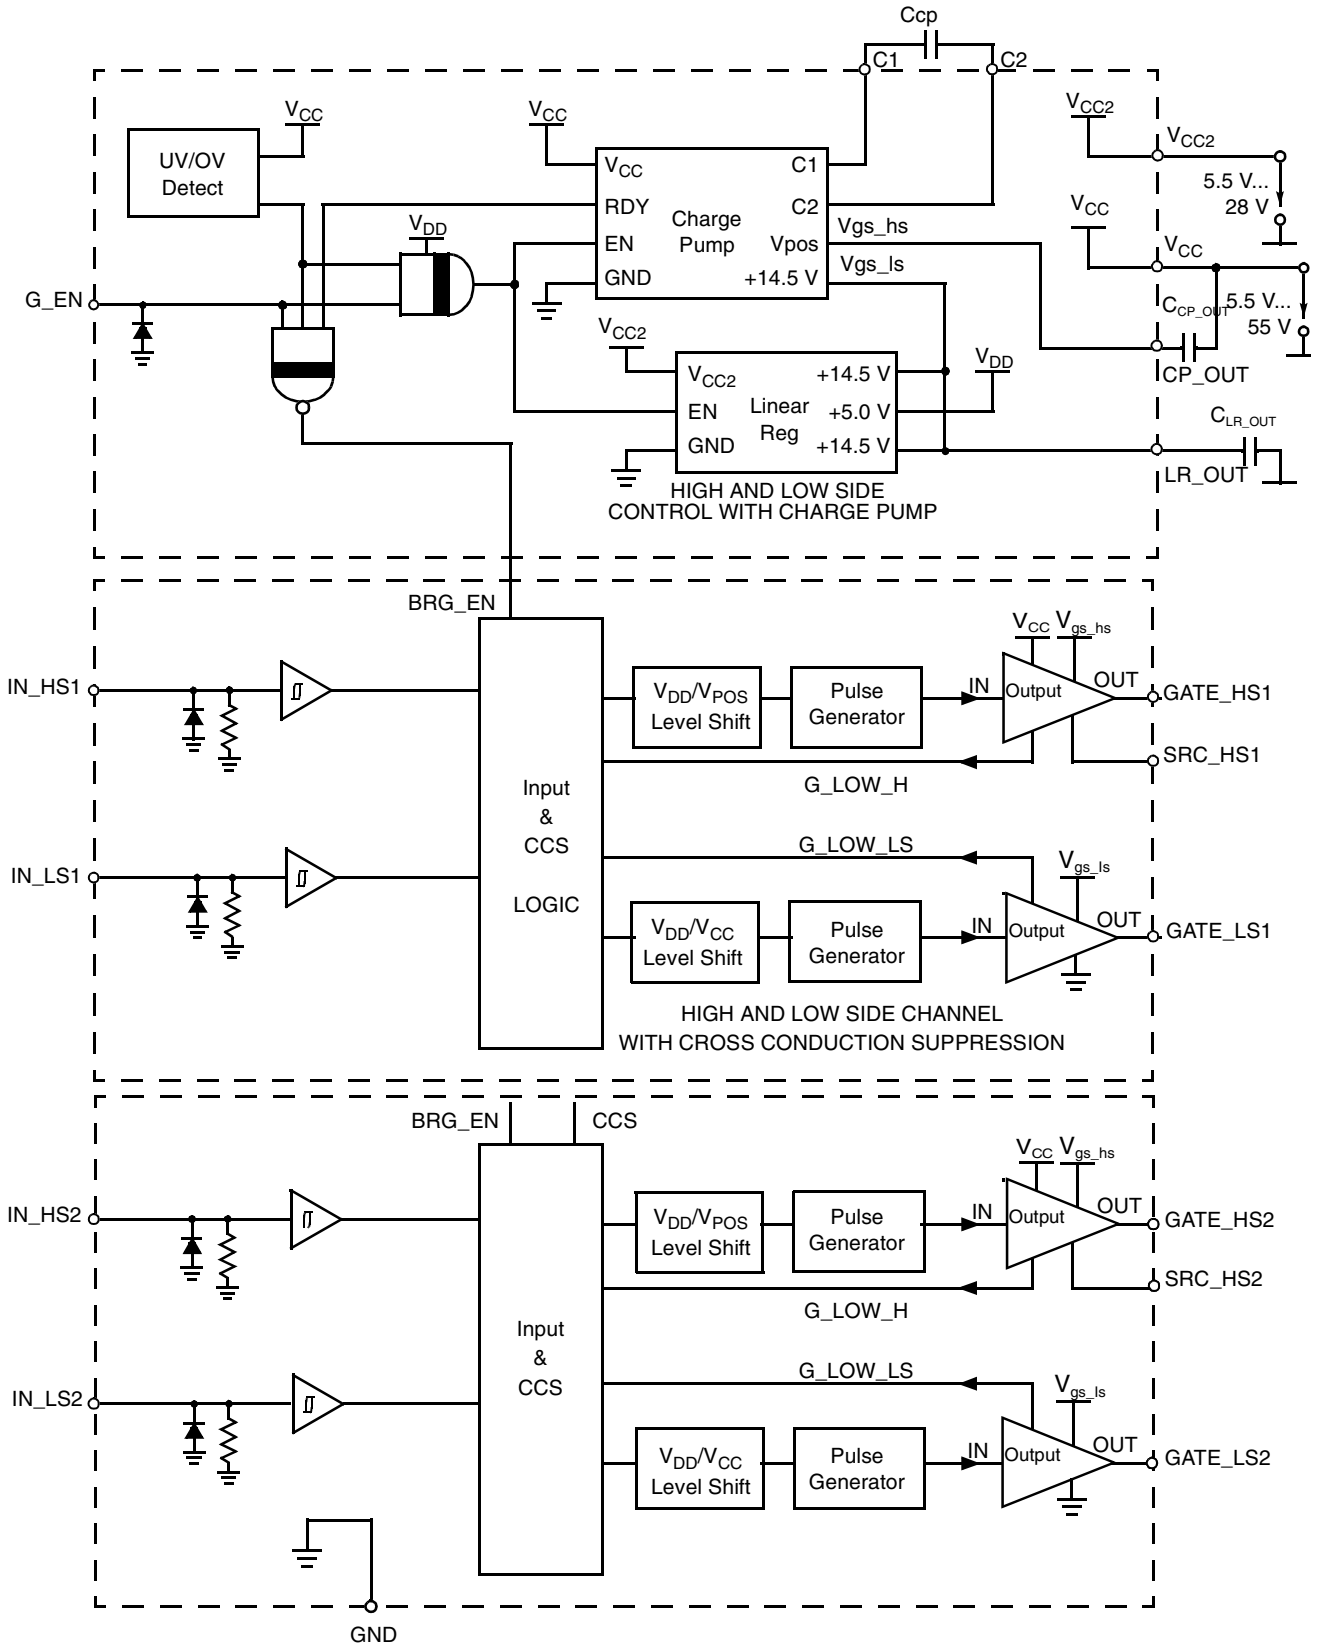 Ccp
C1
C2
VCC
VCC
VCC2
VCC2
UV/OV
Detect
VCC
C1
RDY
C2
Charge
Pump
EN
Vpos
GND
+14.5 V
Vgs_hs
Vgs_ls
5.5 V...
28 V
VCC
VCC
VDD
G_EN
CCP_OUT
5.5 V...
55 V
CP_OUT
VCC2
VDD
VCC2
+14.5 V
EN
Linear
Reg
+5.0 V
GND
+14.5 V
CLR_OUT
LR_OUT
HIGH AND LOW SIDE
CONTROL WITH CHARGE PUMP
BRG_EN
VCC
Vgs_hs
IN_HS1
VDD/VPOS
Level Shift
Pulse
Generator
IN
Output
OUT
GATE_HS1
SRC_HS1
G_LOW_H
Input
&
CCS
LOGIC
G_LOW_LS
Vgs_ls
IN_LS1
VDD/VCC
Level Shift
Pulse
Generator
IN
Output
OUT
GATE_LS1
HIGH AND LOW SIDE CHANNEL
WITH CROSS CONDUCTION SUPPRESSION
BRG_EN
CCS
VCC
Vgs_hs
IN_HS2
VDD/VPOS
Level Shift
Pulse
Generator
IN
Output
OUT
GATE_HS2
SRC_HS2
G_LOW_H
Input
&
CCS
G_LOW_LS
Vgs_ls
IN_LS2
VDD/VCC
Level Shift
Pulse
Generator
IN
Output
OUT
GATE_LS2
GND